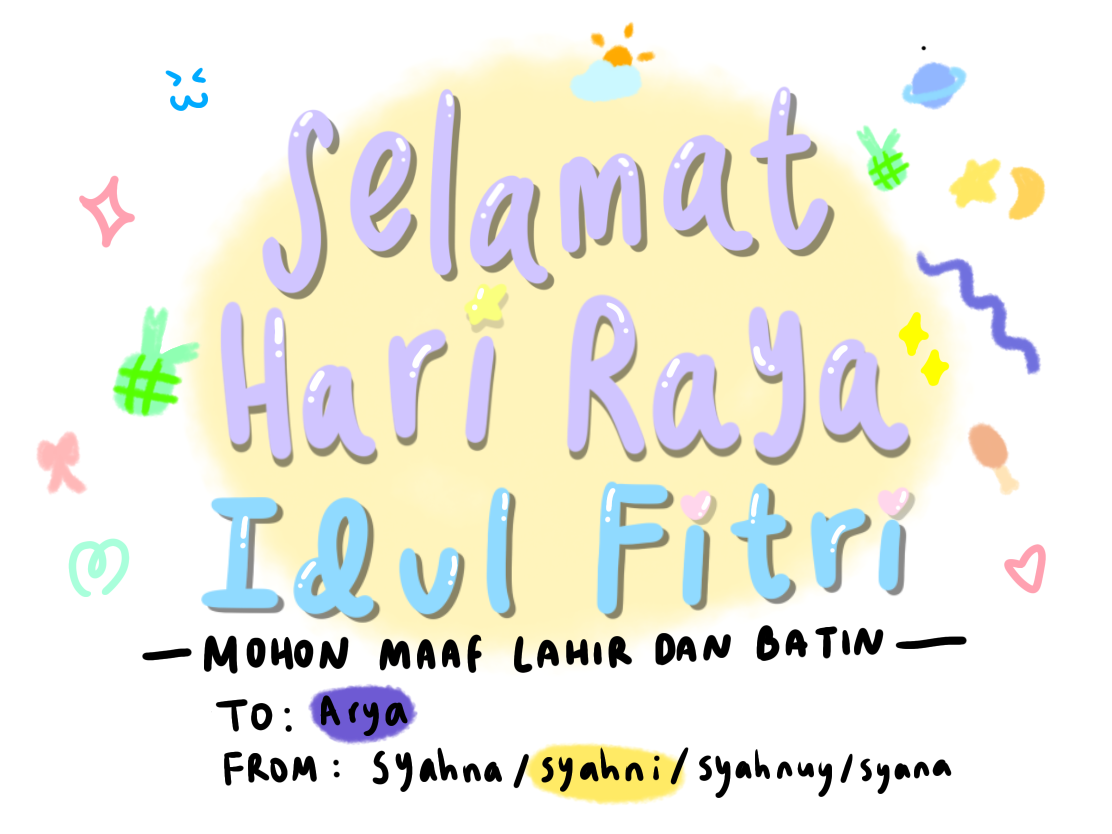 Selamat
Hari Raya
Idul Fitri
— MOHON MAAF LAHIR DAN BATIN —
TO: Arya
FROM: syahna / syahni / syahnuy / syana